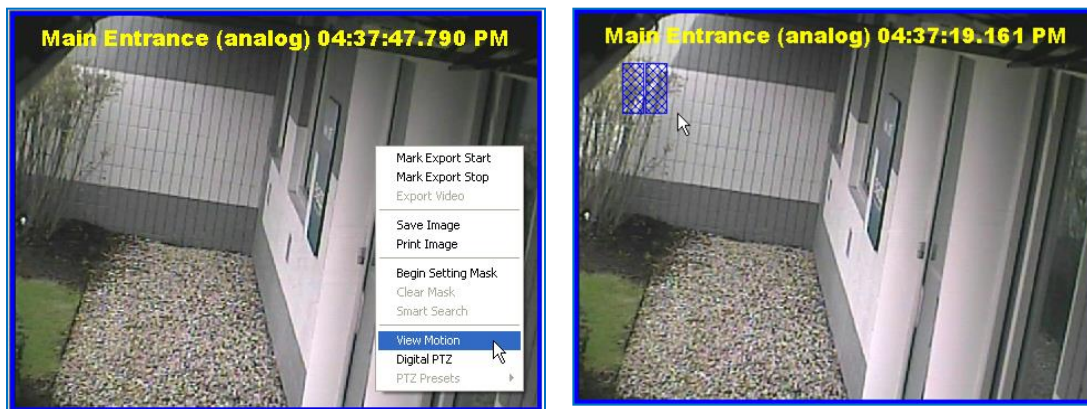 Main Entrance (analog) 04:37:47.790 PM
Mark Export Start
Mark Export Stop
Export Video
Save Image
Print Image
Begin Setting Mask
Clear Mask
Smart Search
View Motion
Digital PTZ
PTZ Presets
Main Entrance (analog) 04:37:19.161 PM